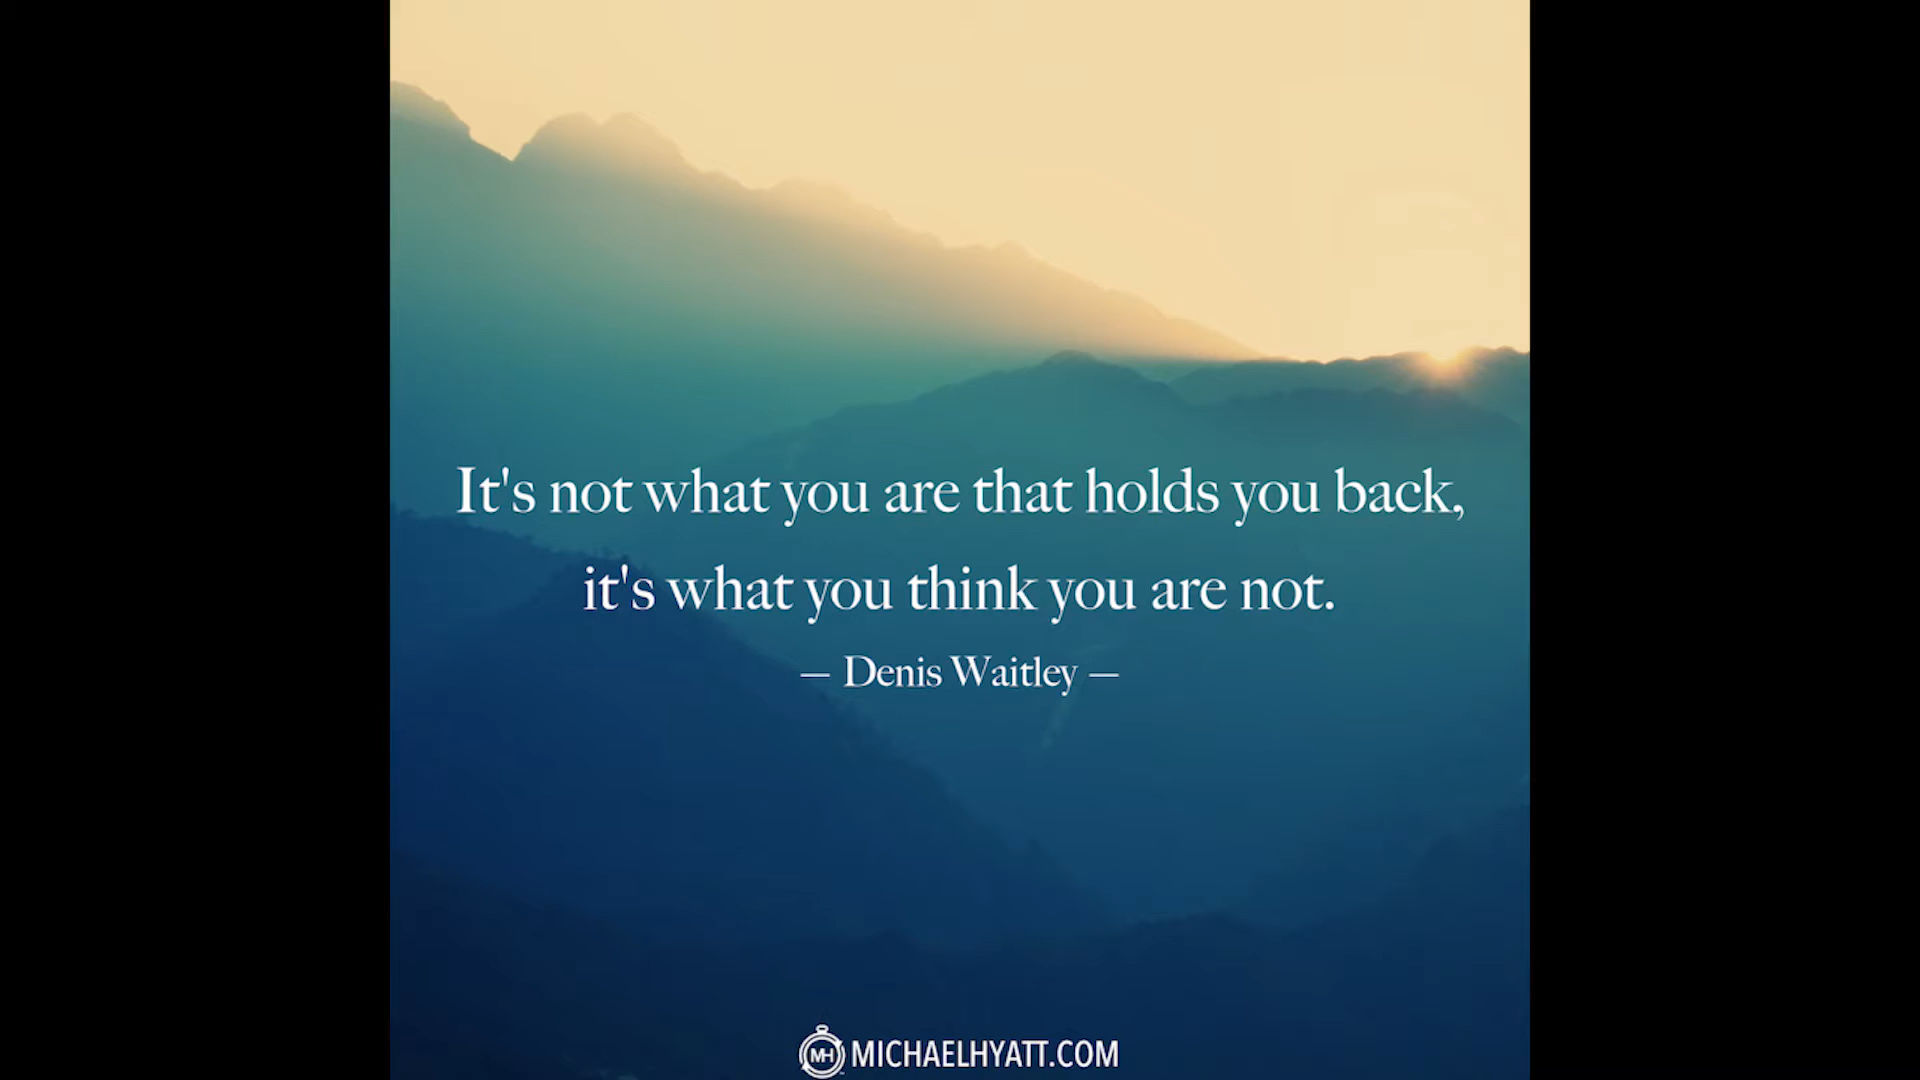 It's not what you are that holds you back,
it's what you think you are not.
— Denis Waitley —
MH MICHAELHYATT.COM